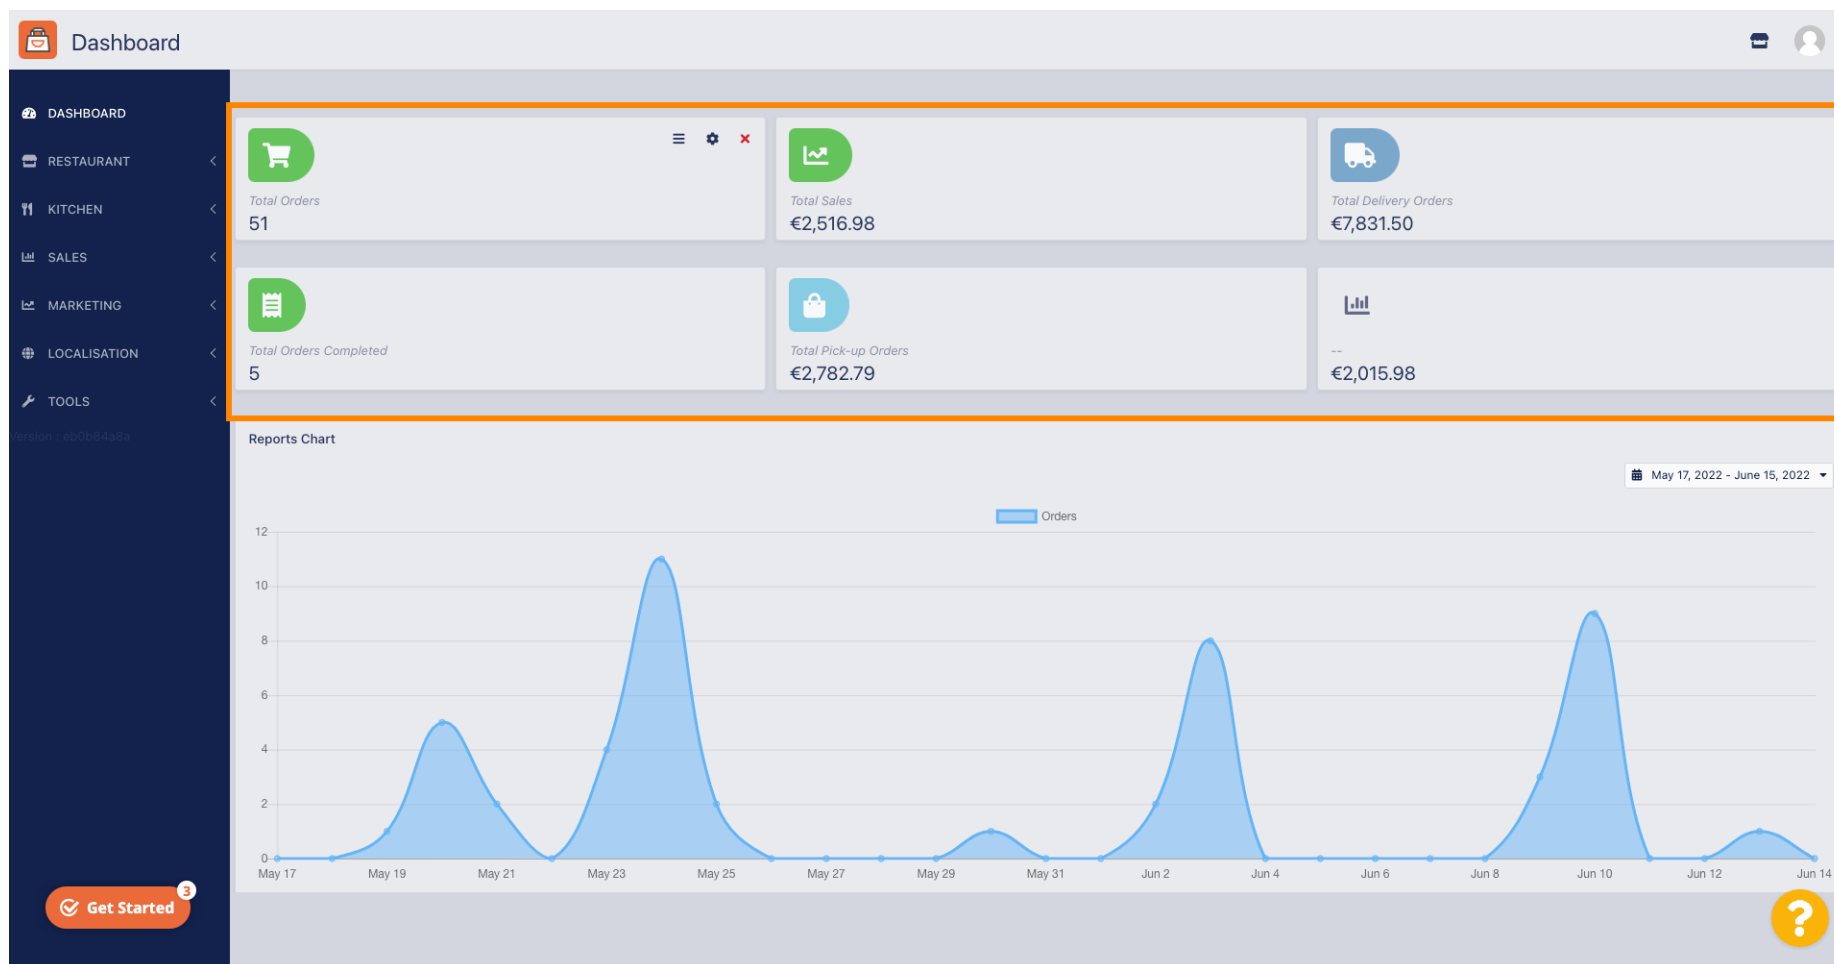 Dashboard
DASHBOARD
RESTAURANT
KITCHEN
SALES
MARKETING
LOCALISATION
TOOLS
Version : eb0b84a8a
Get Started
3
Total Orders
51
Total Sales
€2,516.98
Total Delivery Orders
€7,831.50
Total Orders Completed
5
Total Pick-up Orders
€2,782.79
--
€2,015.98
Reports Chart
May 17, 2022 - June 15, 2022
Orders
12
10
8
6
4
2
0
May 17 May 19 May 21 May 23 May 25 May 27 May 29 May 31 Jun 2 Jun 4 Jun 6 Jun 8 Jun 10 Jun 12 Jun 14
?